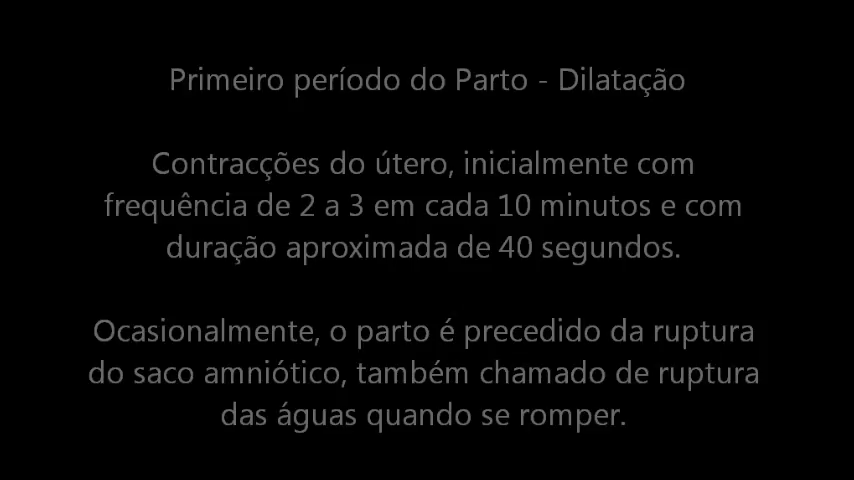 Primeiro período do Parto - Dilatação
Contracções do útero, inicialmente com
frequência de 2 a 3 em cada 10 minutos e com
duração aproximada de 40 segundos.
Ocasionalmente, o parto é precedido da ruptura
do saco amniótico, também chamado de ruptura
das águas quando se romper.